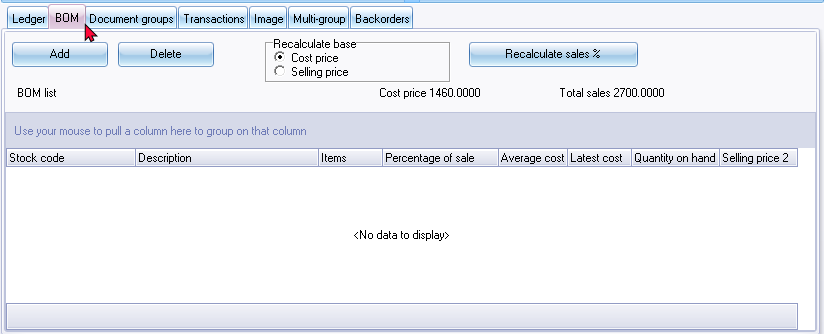 Ledger BOM Document groups Transactions Image Multi-group Backorders
Recalculate base
Add Delete Cost price Recalculate sales %
Selling price
BOM list Cost price 1460.0000 Total sales 2700.0000
Use your mouse to pull a column here to group on that column
Stock code Description Items Percentage of sale Average cost Latest cost Quantity on hand Selling price 2
<No data to display>